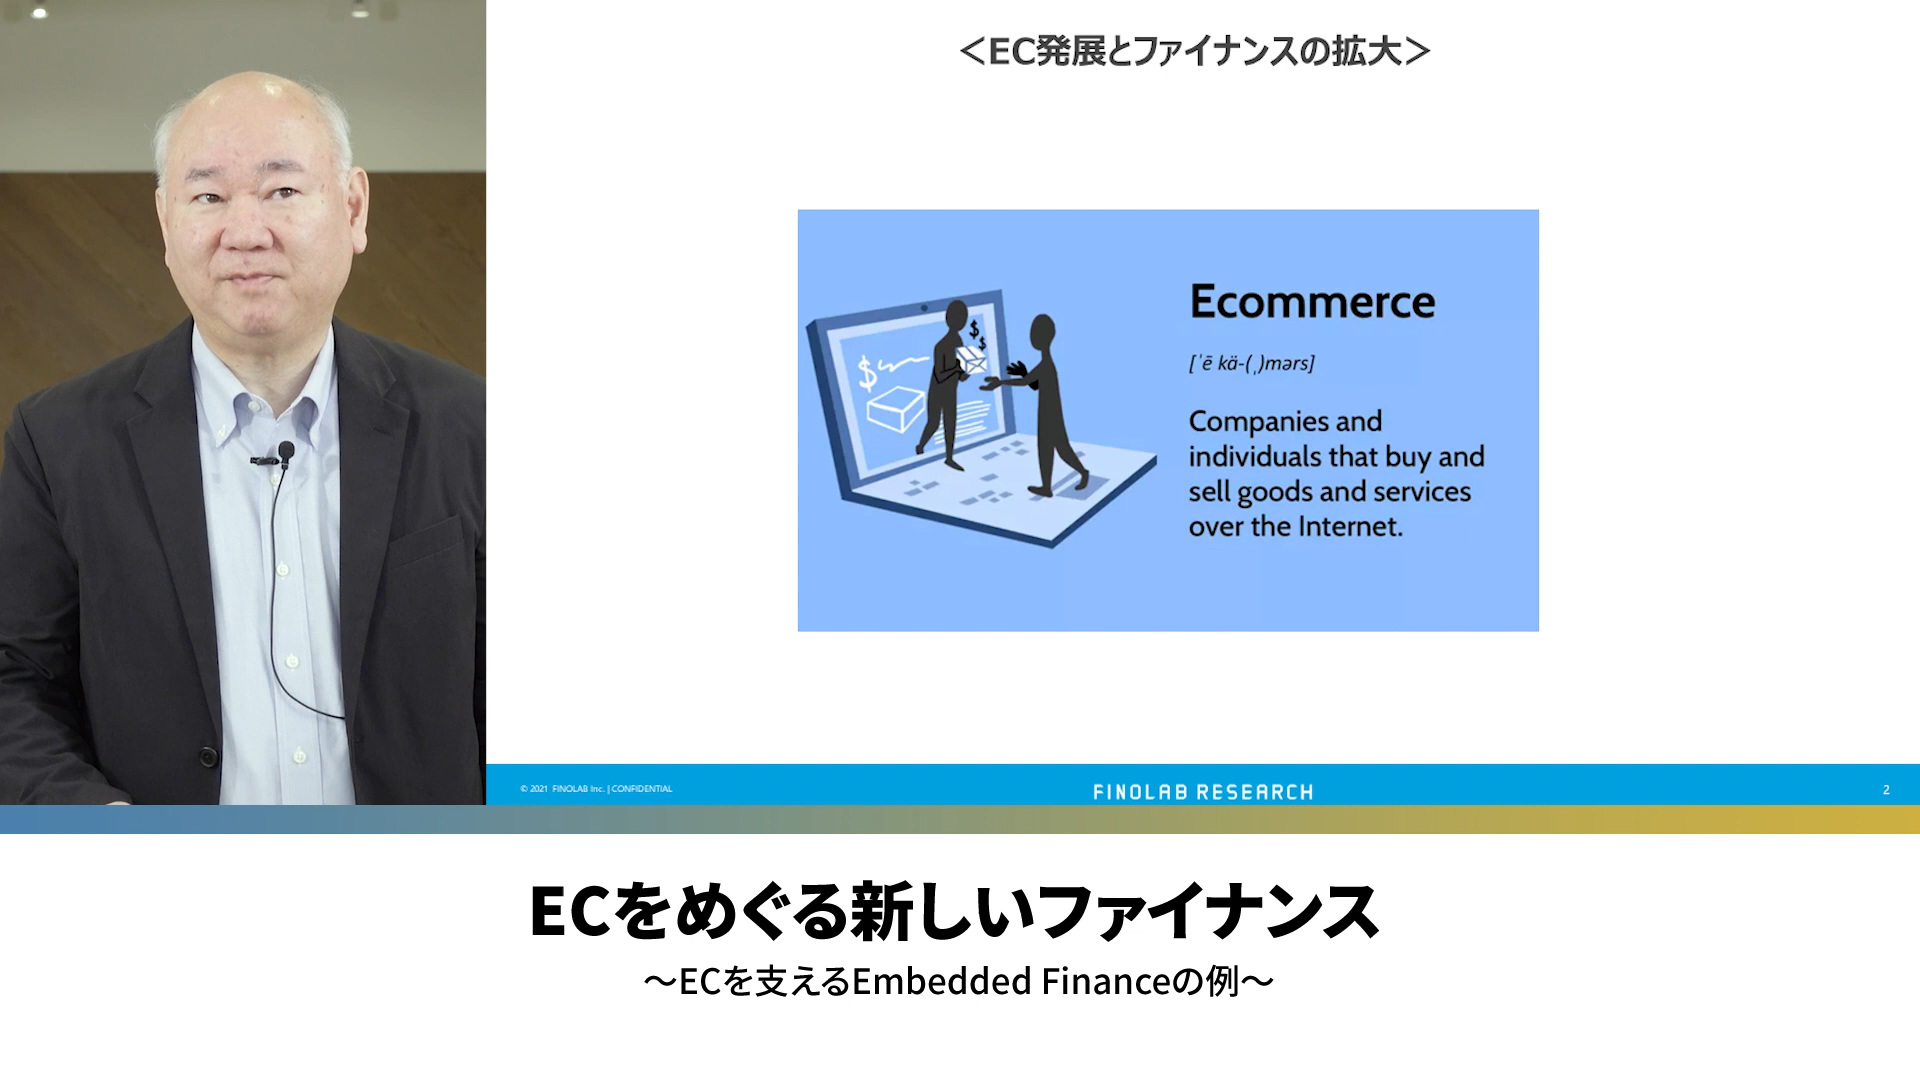 ＜EC発展とファイナンスの拡大＞
Ecommerce
[ˈē kä-(ˌ)mərs]
Companies and
individuals that buy and
sell goods and services
over the Internet.
$
$
$
© 2021 FINOLAB Inc. | CONFIDENTIAL
FINOLAB RESEARCH
2
ECをめぐる新しいファイナンス
～ECを支えるEmbedded Financeの例～